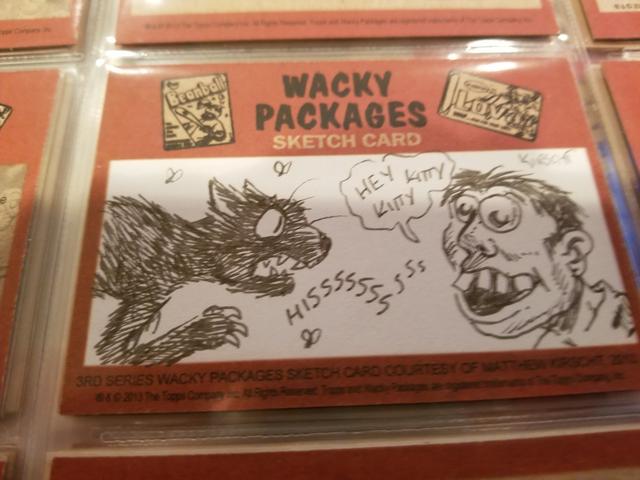 Beanball
WACKY
PACKAGES
SKETCH CARD
KIRSCHT
HEY KITTY
KITTY
HISSSSSSSSSS
3RD SERIES WACKY PACKAGES SKETCH CARD COURTESY OF MATTHEW KIRSCHT. 2013
® & © 2013 The Topps Company, Inc. All Rights Reserved. Topps and Wacky Packages are registered trademarks of The Topps Company, Inc.